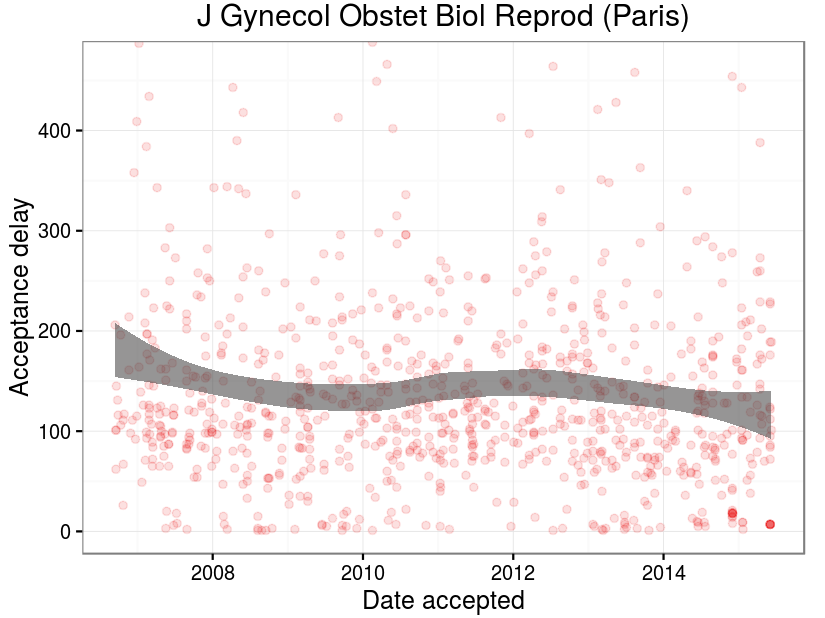 J Gynecol Obstet Biol Reprod (Paris)
Acceptance delay
400
300
200
100
0
2008 2010 2012 2014
Date accepted